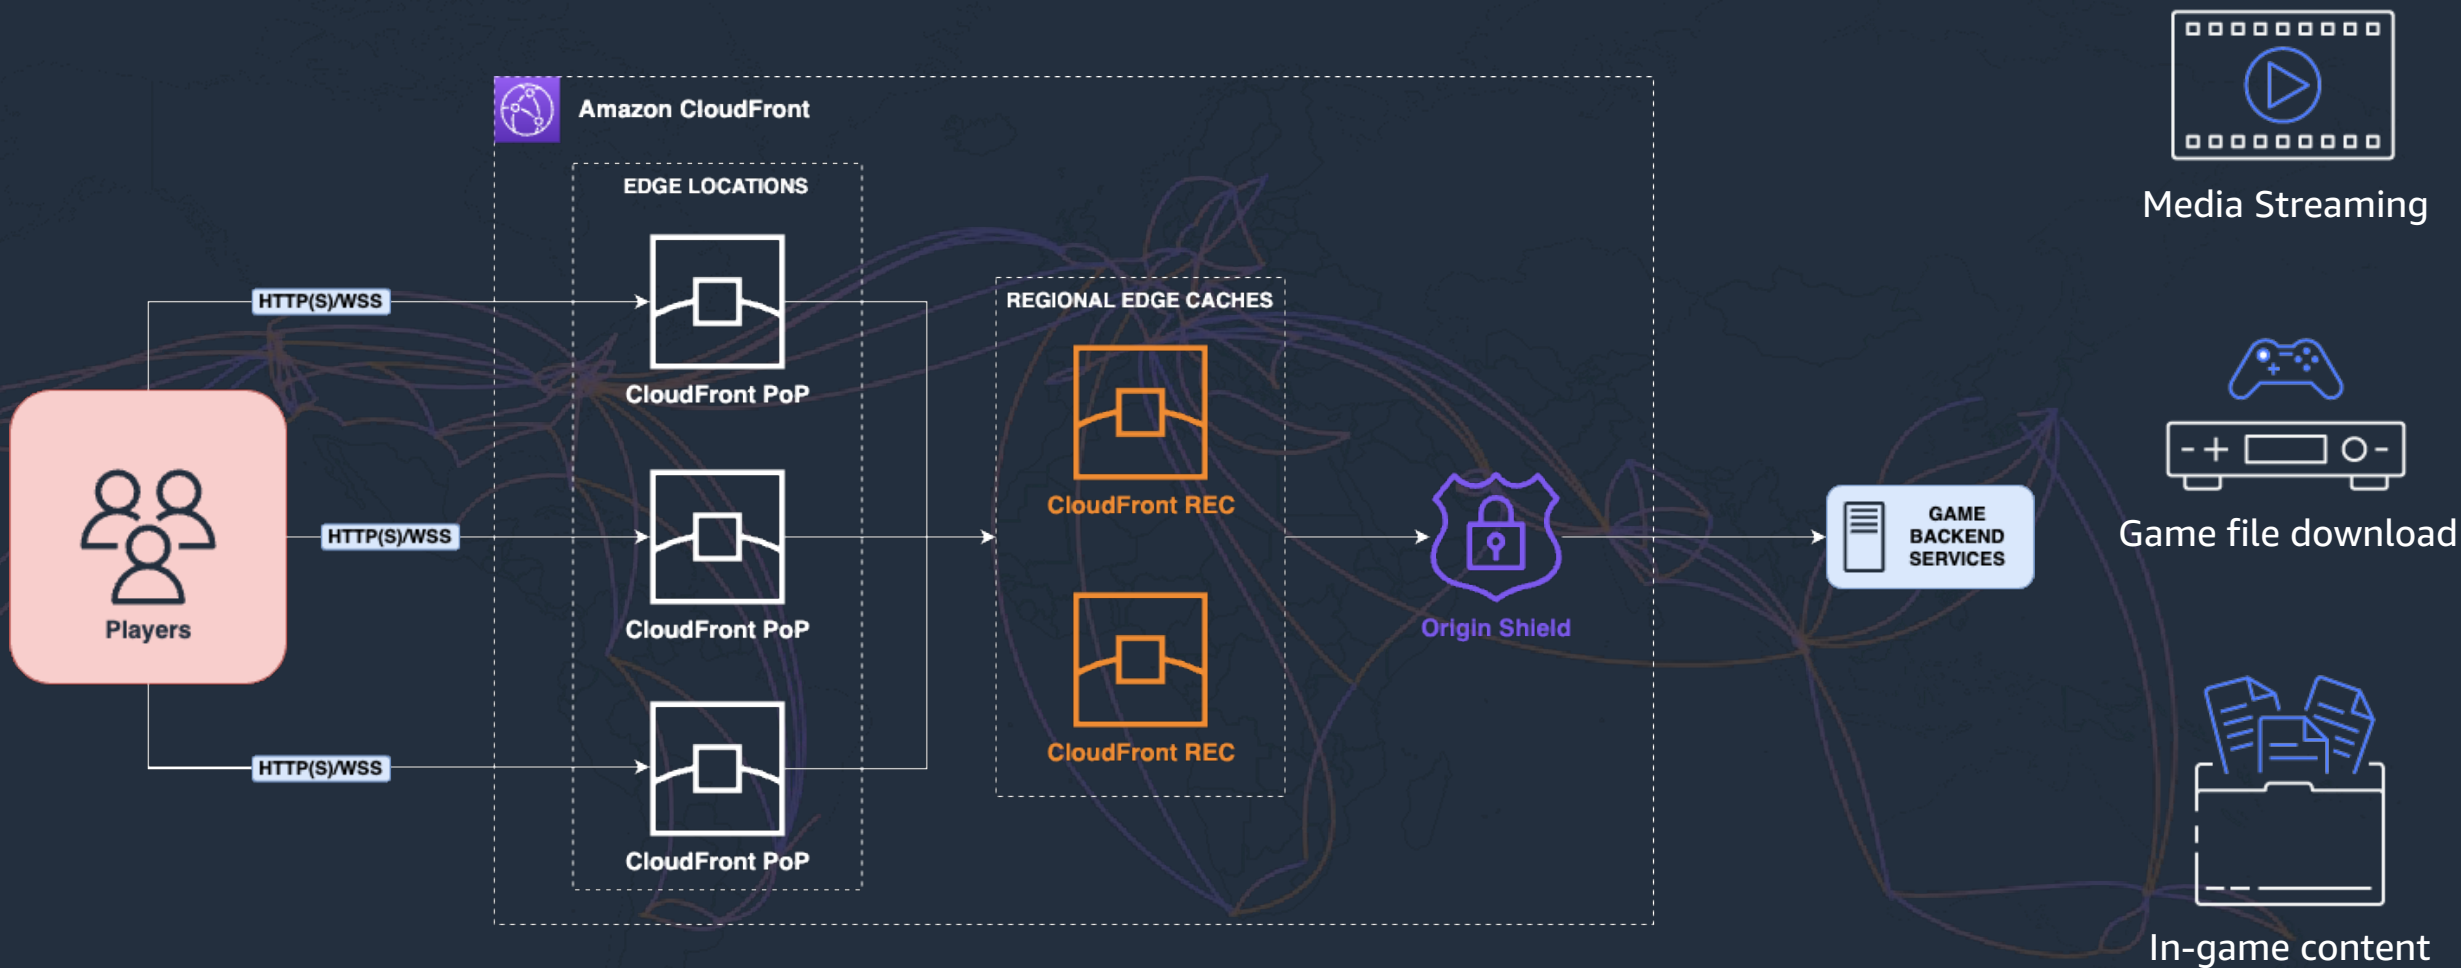 Amazon CloudFront
EDGE LOCATIONS
HTTP(S)/WSS
CloudFront PoP
HTTP(S)/WSS
CloudFront PoP
HTTP(S)/WSS
CloudFront PoP
Players
REGIONAL EDGE CACHES
CloudFront REC
CloudFront REC
Origin Shield
GAME
BACKEND
SERVICES
Media Streaming
Game file download
In-game content